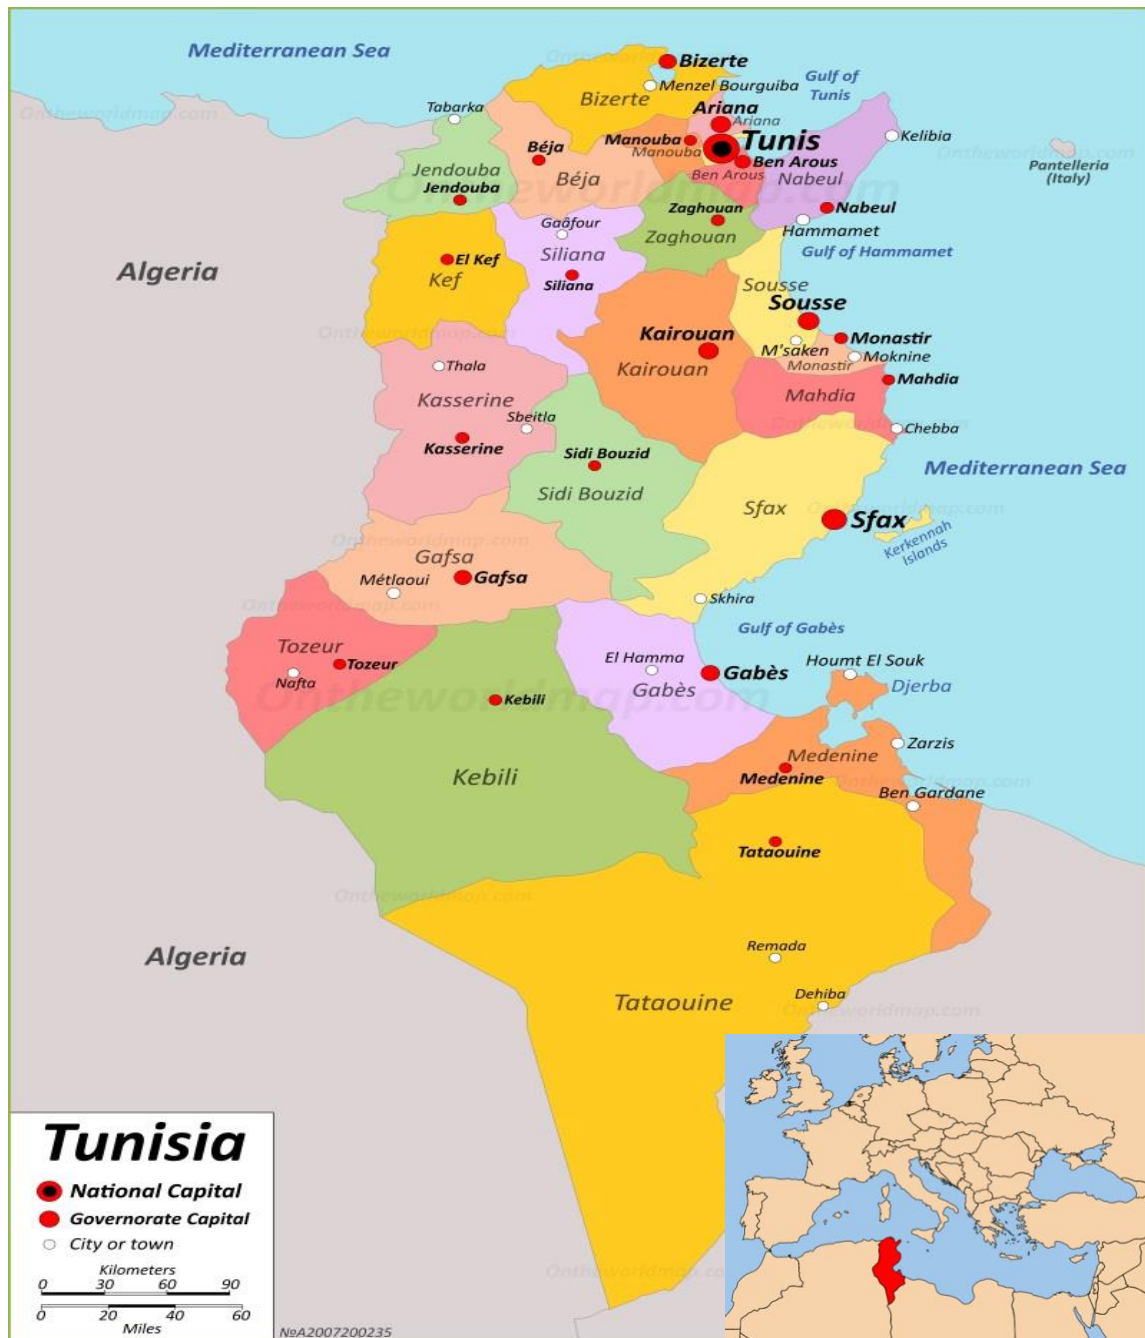 Mediterranean Sea
Bizerte
Gulf of
Tunis
Menzel Bourguiba
Bizerte
Tabarka
Ariana
Ariana
Kelibia
Tunis
Manouba
Manouba
Béja
Ben Arous
Ben Arous
Pantelleria
(Italy)
Jendouba
Jendouba
Béja
Nabeul
Nabeul
Zaghouan
Zaghouan
Hammamet
Gaâfour
Gulf of Hammamet
Siliana
Siliana
El Kef
Kef
Algeria
Sousse
Sousse
Kairouan
Kairouan
Monastir
M'saken
Moknine
Monastir
Thala
Mahdia
Mahdia
Kasserine
Sbeitla
Kasserine
Chebba
Sidi Bouzid
Sidi Bouzid
Mediterranean Sea
Sfax
Sfax
Kerkennah
Islands
Gafsa
Gafsa
Métlaoui
Skhira
Gulf of Gabès
Tozeur
Tozeur
Nafta
El Hamma
Gabès
Gabès
Houmt El Souk
Djerba
Kebili
Kebili
Zarzis
Medenine
Medenine
Ben Gardane
Tataouine
Algeria
Remada
Dehiba
Tataouine
Tunisia
National Capital
Governorate Capital
City or town
Kilometers
0 30 60 90
0 20 40 60
Miles
NoA2007200235
Ontheworldmap.com